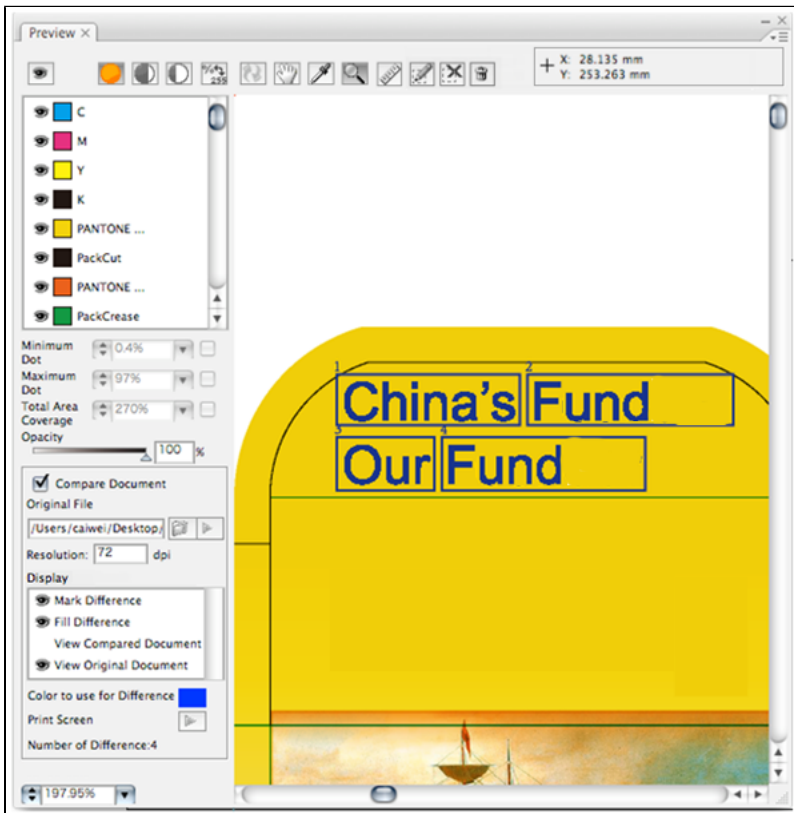 Preview ×
X: 28.135 mm
Y: 253.263 mm
C
M
Y
K
PANTONE ...
PackCut
PANTONE ...
PackCrease
Minimum Dot 0.4%
Maximum Dot 97%
Total Area Coverage 270%
Opacity
100 %
Compare Document
Original File
/Users/caiwei/Desktop/
Resolution: 72 dpi
Display
Mark Difference
Fill Difference
View Compared Document
View Original Document
Color to use for Difference
Print Screen
Number of Difference:4
197.95%
1 2
China's Fund
3 4
Our Fund